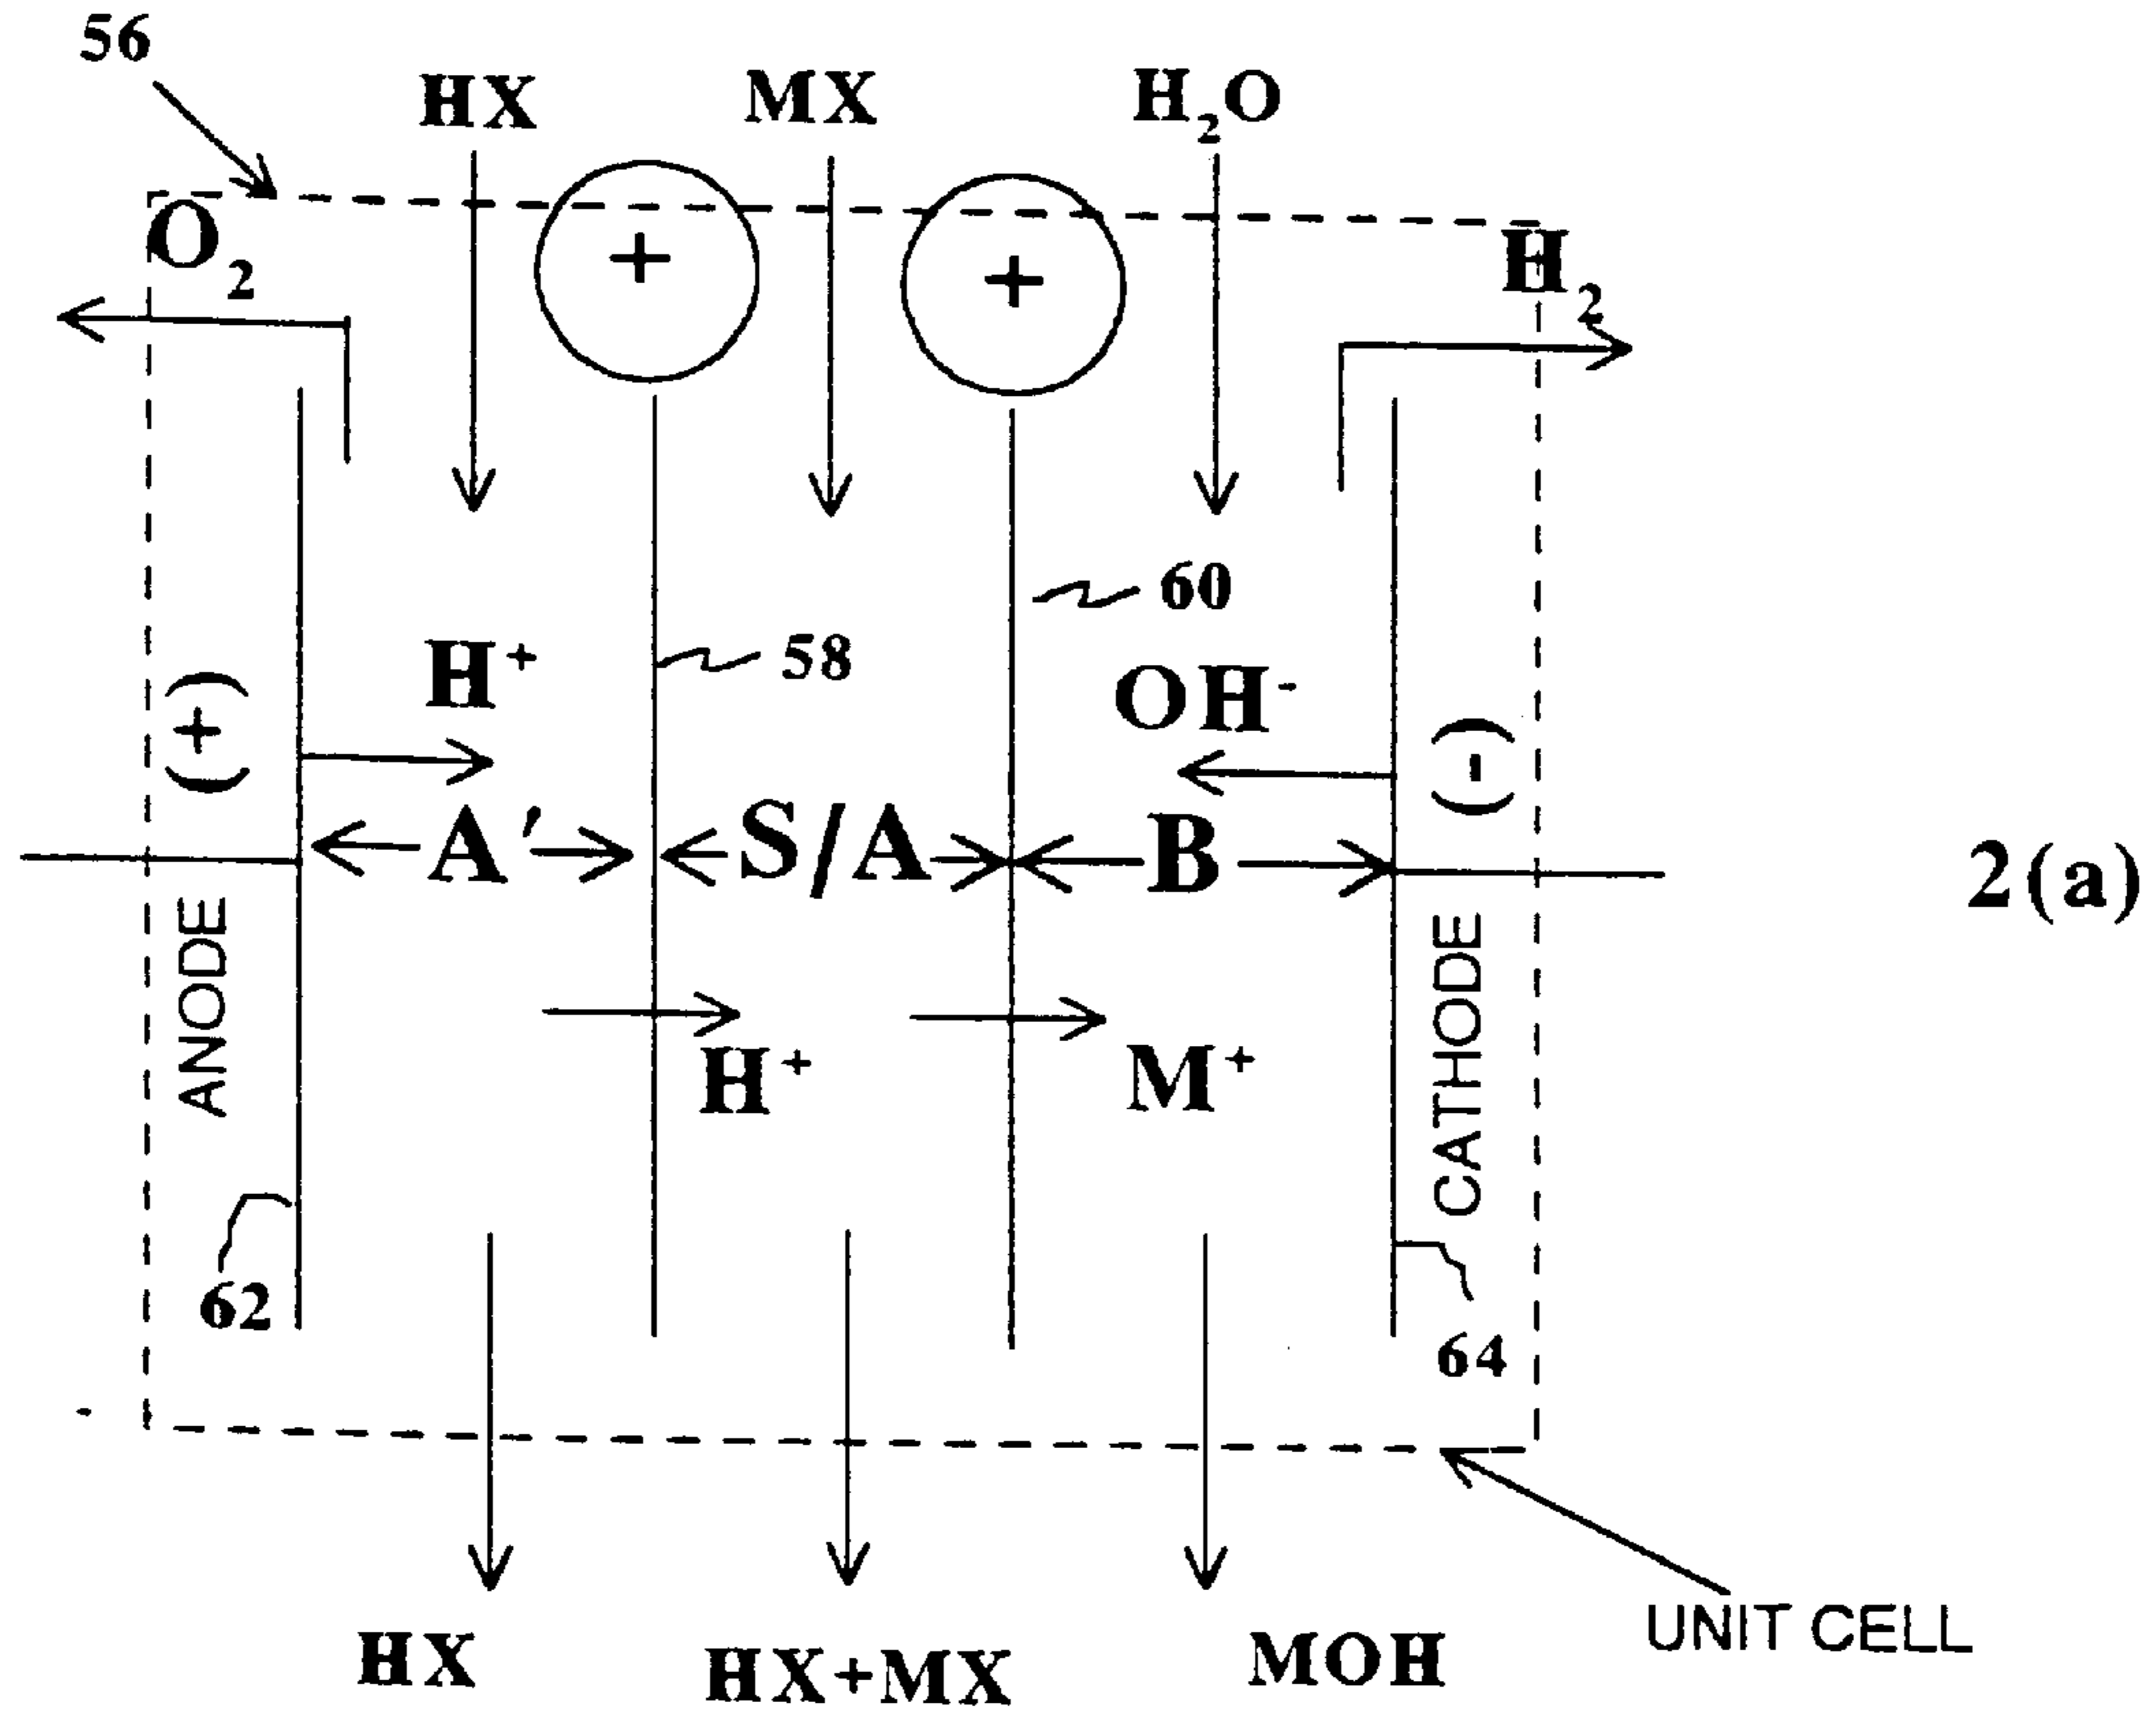 56
HX
MX
H₂O
O₂
+
+
H₂
60
58
H⁺
OH⁻
(+)
(-)
A'
S/A
B
2(a)
ANODE
CATHODE
H⁺
M⁺
62
64
HX
HX+MX
MOH
UNIT CELL